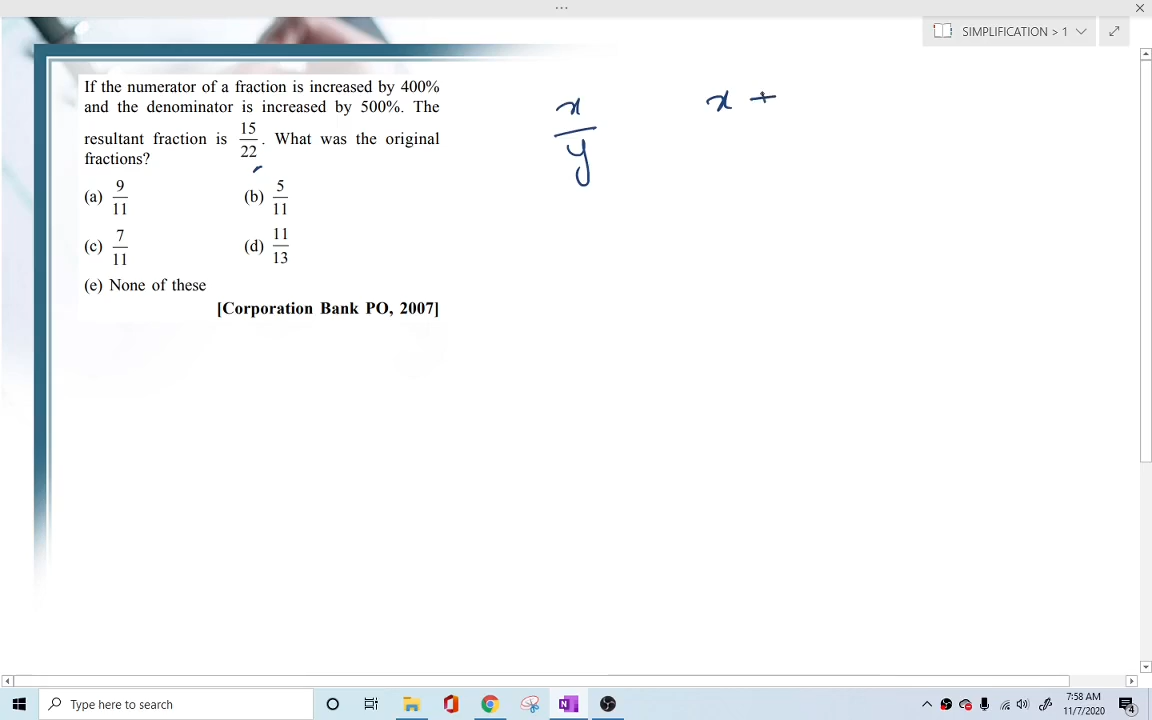 SIMPLIFICATION > 1
If the numerator of a fraction is increased by 400%
and the denominator is increased by 500%. The
resultant fraction is 15/22. What was the original
fractions?
(a) 9/11 (b) 5/11
(c) 7/11 (d) 11/13
(e) None of these
[Corporation Bank PO, 2007]
x/y
x +
Type here to search
7:58 AM
11/7/2020
4